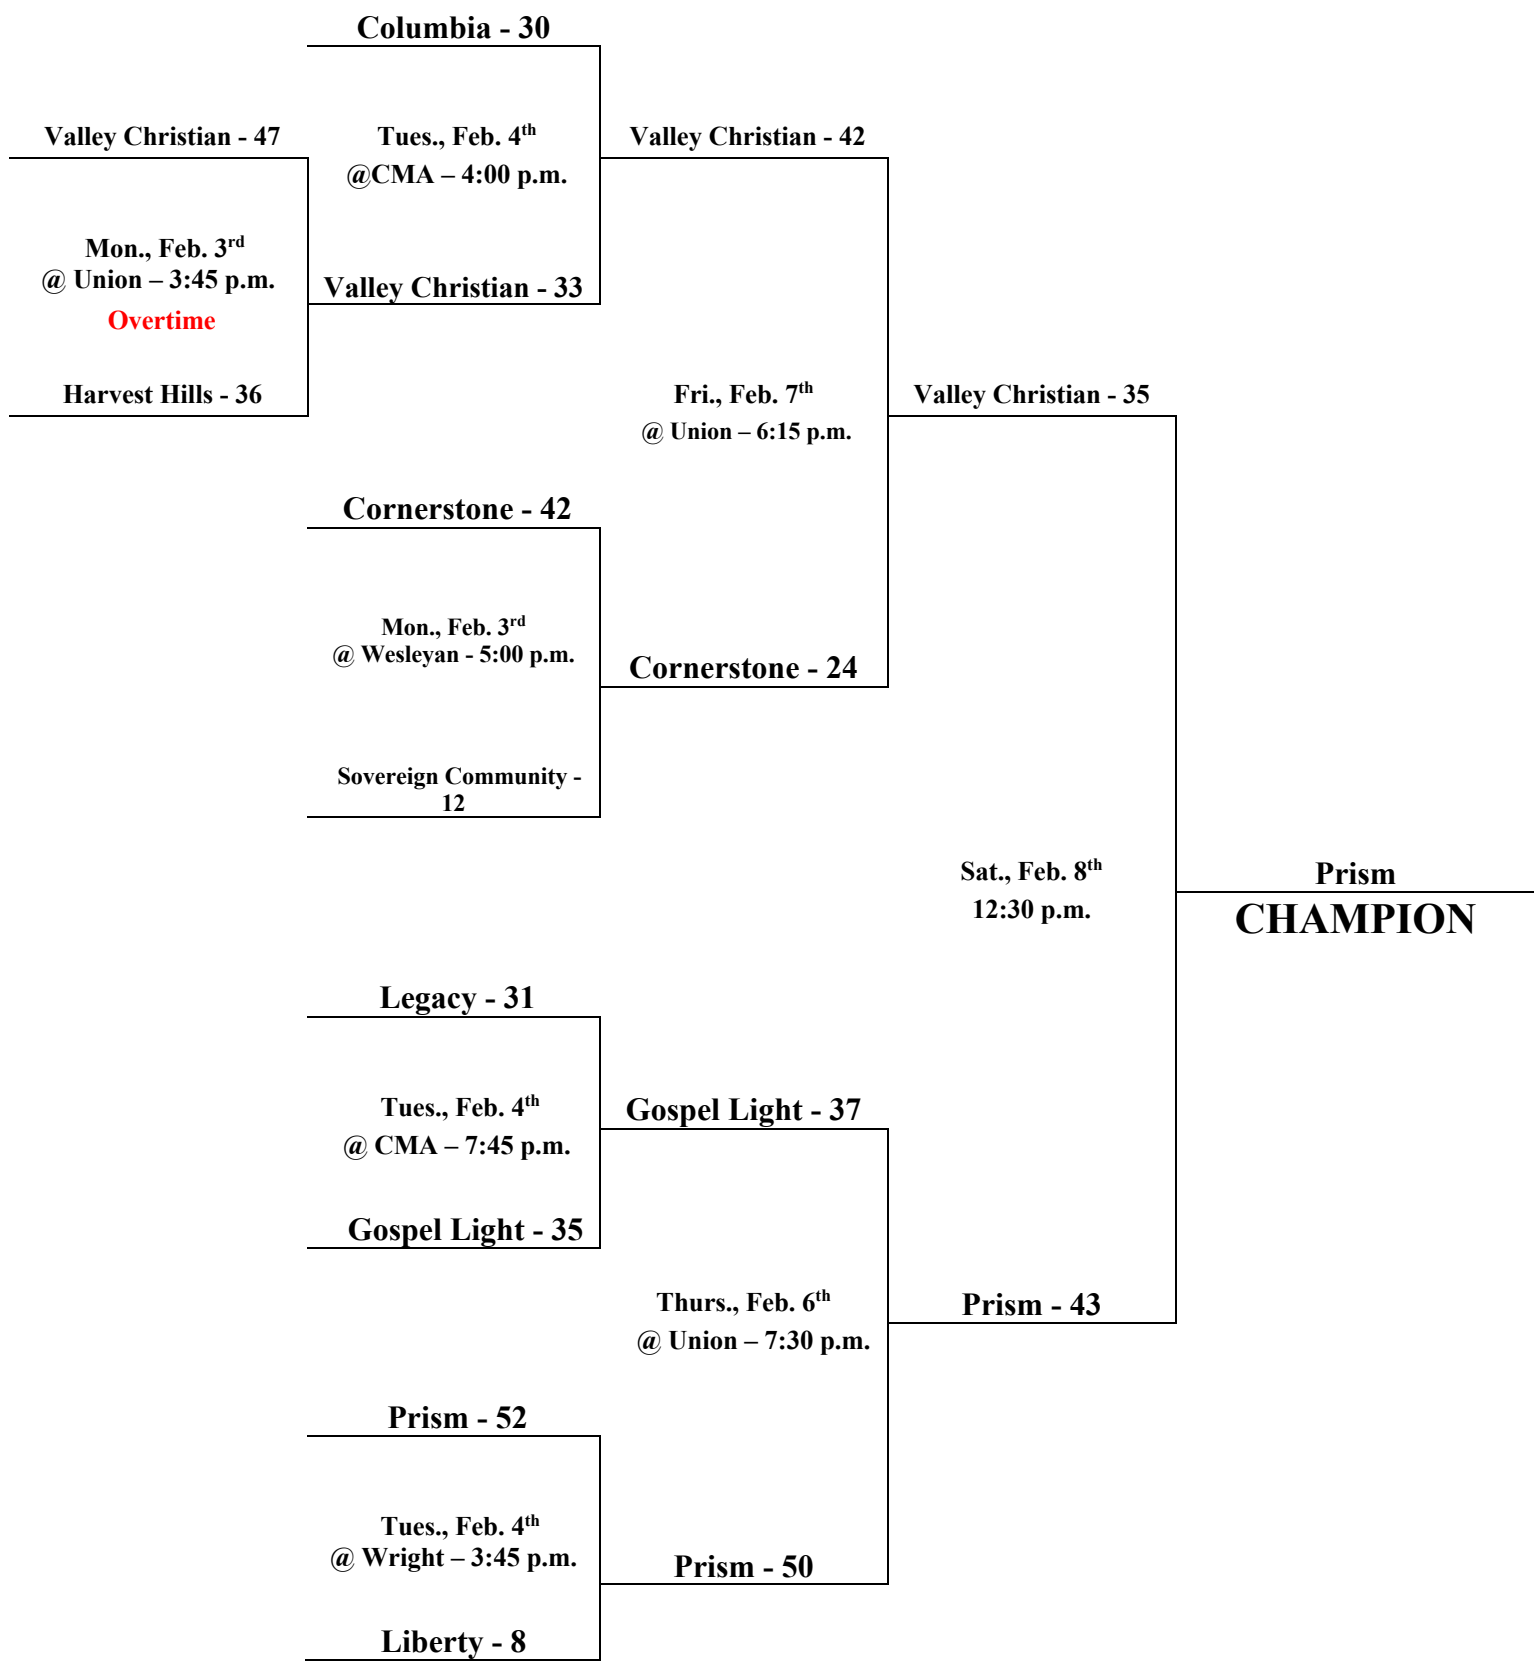 Columbia - 30
Valley Christian - 47
Tues., Feb. 4th
@CMA – 4:00 p.m.
Valley Christian - 42
Mon., Feb. 3rd
@ Union – 3:45 p.m.
Overtime
Valley Christian - 33
Harvest Hills - 36
Fri., Feb. 7th
@ Union – 6:15 p.m.
Valley Christian - 35
Cornerstone - 42
Mon., Feb. 3rd
@ Wesleyan - 5:00 p.m.
Cornerstone - 24
Sovereign Community -
12
Sat., Feb. 8th
12:30 p.m.
Prism
CHAMPION
Legacy - 31
Tues., Feb. 4th
@ CMA – 7:45 p.m.
Gospel Light - 37
Gospel Light - 35
Thurs., Feb. 6th
@ Union – 7:30 p.m.
Prism - 43
Prism - 52
Tues., Feb. 4th
@ Wright – 3:45 p.m.
Prism - 50
Liberty - 8